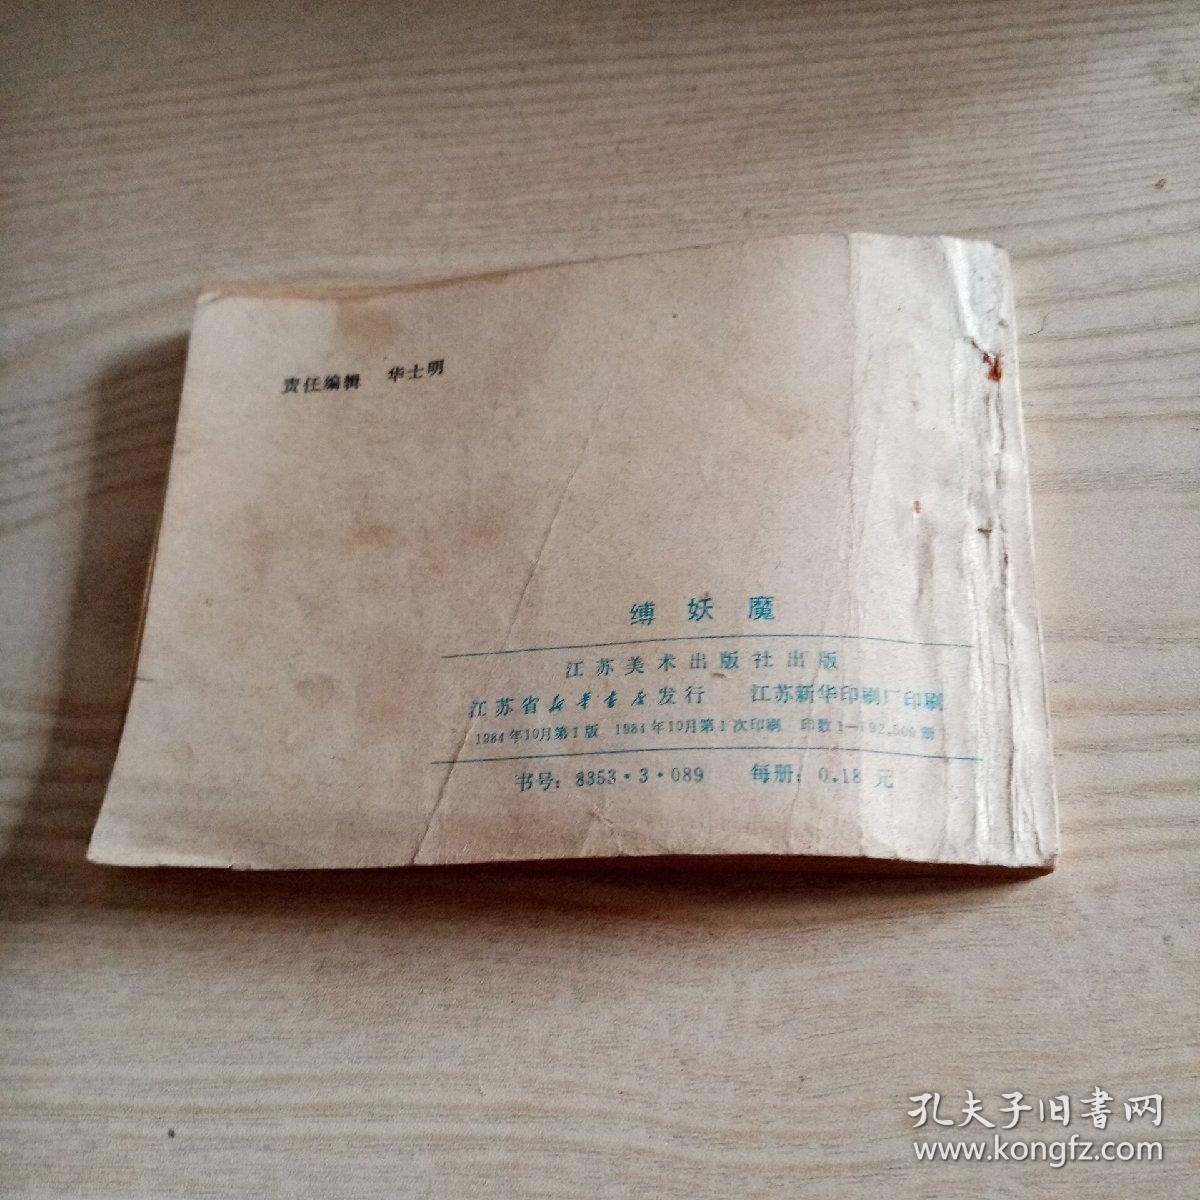 责任编辑 华士明
缚妖魔
江苏美术出版社出版
江苏省新华书店发行 江苏新华印刷厂印刷
1984年10月第1版 1984年10月第1次印刷 印数1—192,500册
书号：8353·3·089 每册：0.18元
孔夫子旧書网
www.kongfz.com